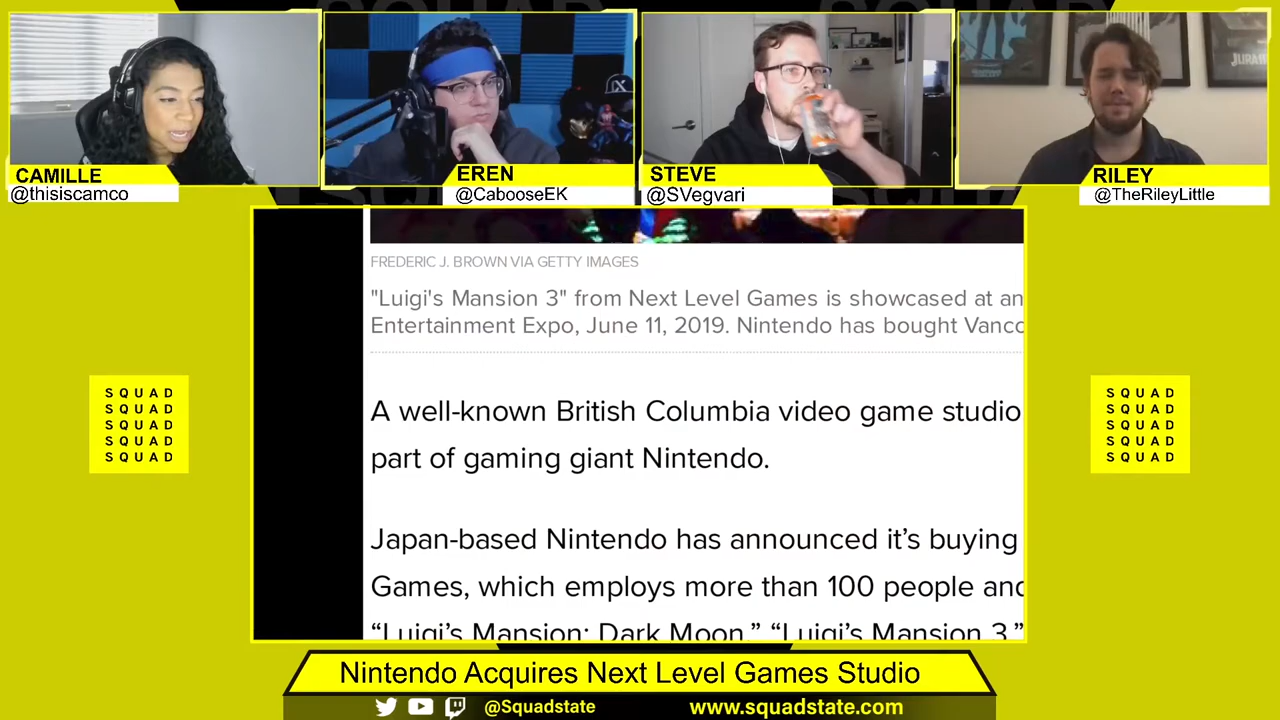 CAMILLE
@thisiscamco
EREN
@CabooseEK
STEVE
@SVegvari
RILEY
@TheRileyLittle
FREDERIC J. BROWN VIA GETTY IMAGES
"Luigi's Mansion 3" from Next Level Games is showcased at an
Entertainment Expo, June 11, 2019. Nintendo has bought
A well-known British Columbia video game studio
part of gaming giant Nintendo.
Japan-based Nintendo has announced it's buying
Games, which employs more than 100 people and
“Luigi's Mansion: Dark Moon,” “Luigi's Mansion 3,”
SQUAD
SQUAD
SQUAD
SQUAD
SQUAD
SQUAD
SQUAD
SQUAD
SQUAD
SQUAD
Nintendo Acquires Next Level Games Studio
@Squadstate
www.squadstate.com